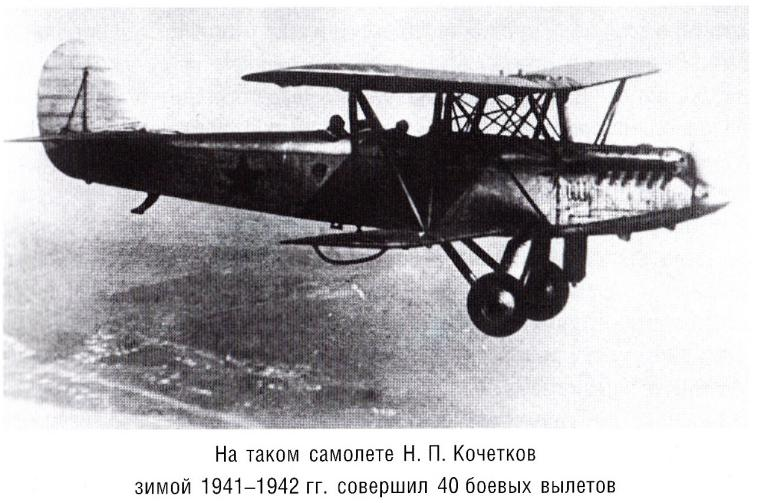 На таком самолете Н. П. Кочетков
зимой 1941–1942 гг. совершил 40 боевых вылетов